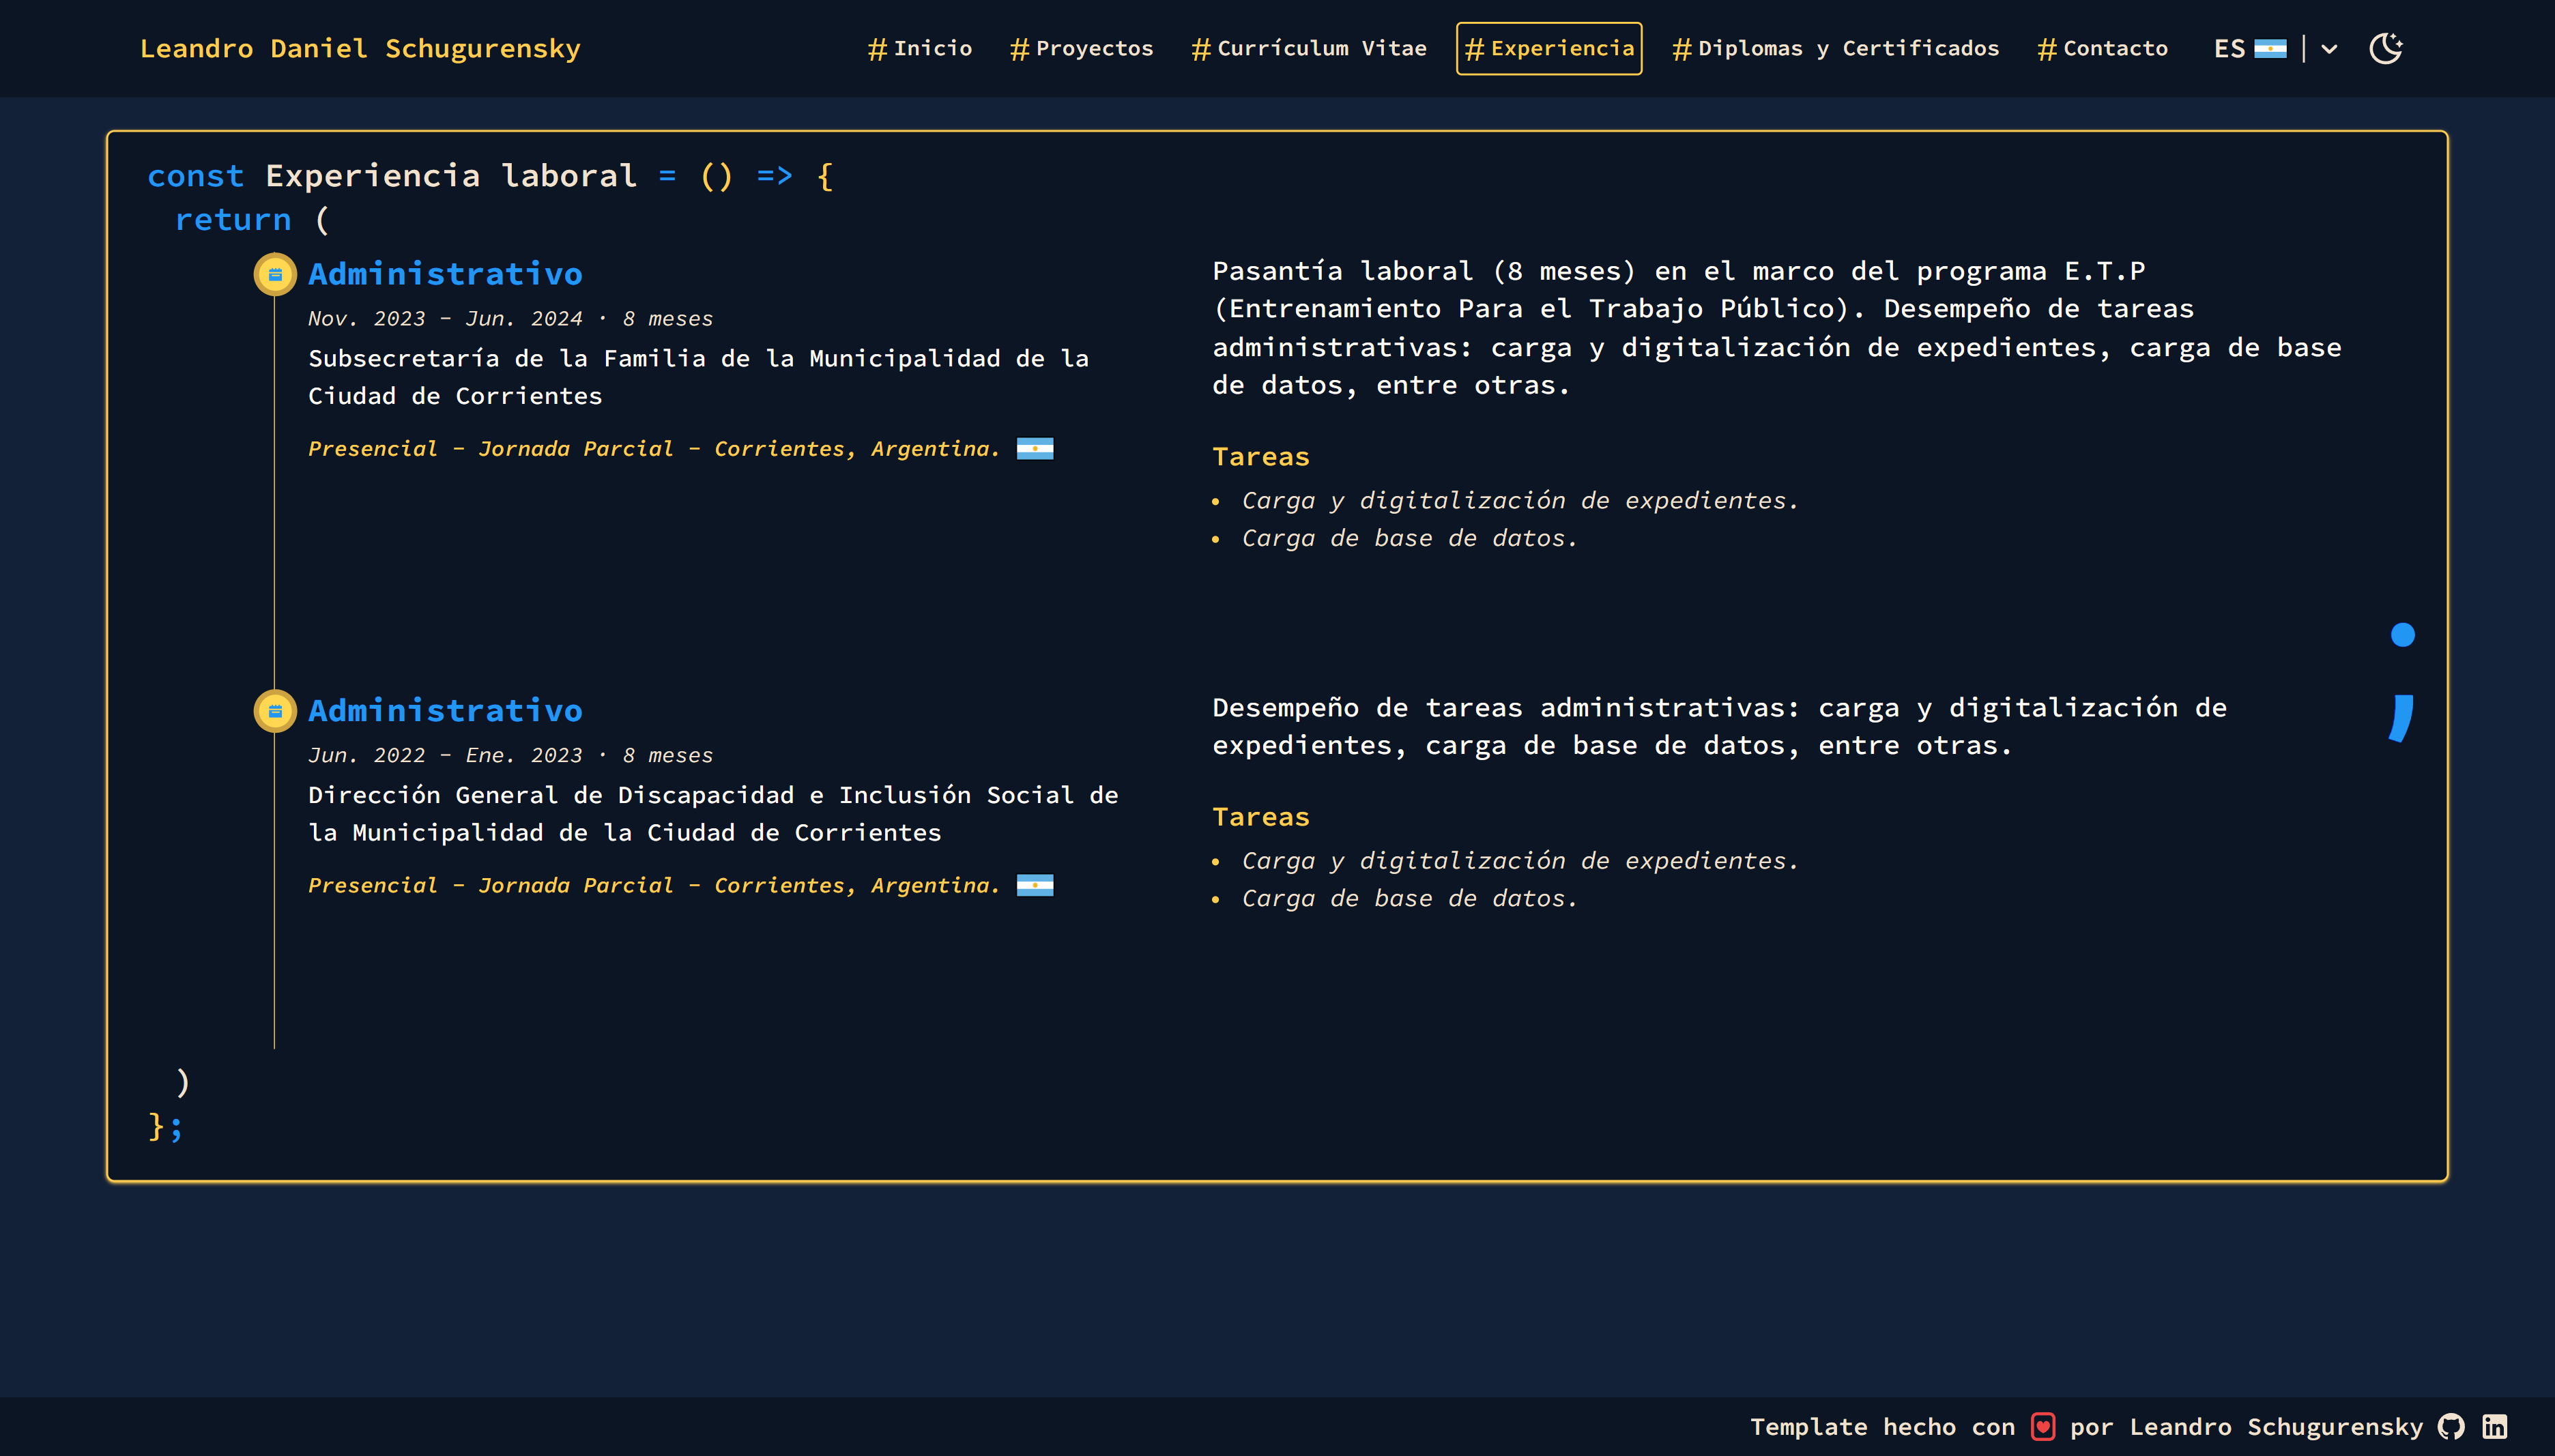 Leandro Daniel Schugurensky
# Inicio
# Proyectos
# Currículum Vitae
# Experiencia
# Diplomas y Certificados
# Contacto
ES
const Experiencia laboral = () => {
return (
Administrativo
Nov. 2023 - Jun. 2024 · 8 meses
Subsecretaría de la Familia de la Municipalidad de la
Ciudad de Corrientes
Presencial - Jornada Parcial - Corrientes, Argentina.
Pasantía laboral (8 meses) en el marco del programa E.T.P
(Entrenamiento Para el Trabajo Público). Desempeño de tareas
administrativas: carga y digitalización de expedientes, carga de base
de datos, entre otras.
Tareas
• Carga y digitalización de expedientes.
• Carga de base de datos.
Administrativo
Jun. 2022 - Ene. 2023 · 8 meses
Dirección General de Discapacidad e Inclusión Social de
la Municipalidad de la Ciudad de Corrientes
Presencial - Jornada Parcial - Corrientes, Argentina.
Desempeño de tareas administrativas: carga y digitalización de
expedientes, carga de base de datos, entre otras.
Tareas
• Carga y digitalización de expedientes.
• Carga de base de datos.
;
)
};
Template hecho con por Leandro Schugurensky